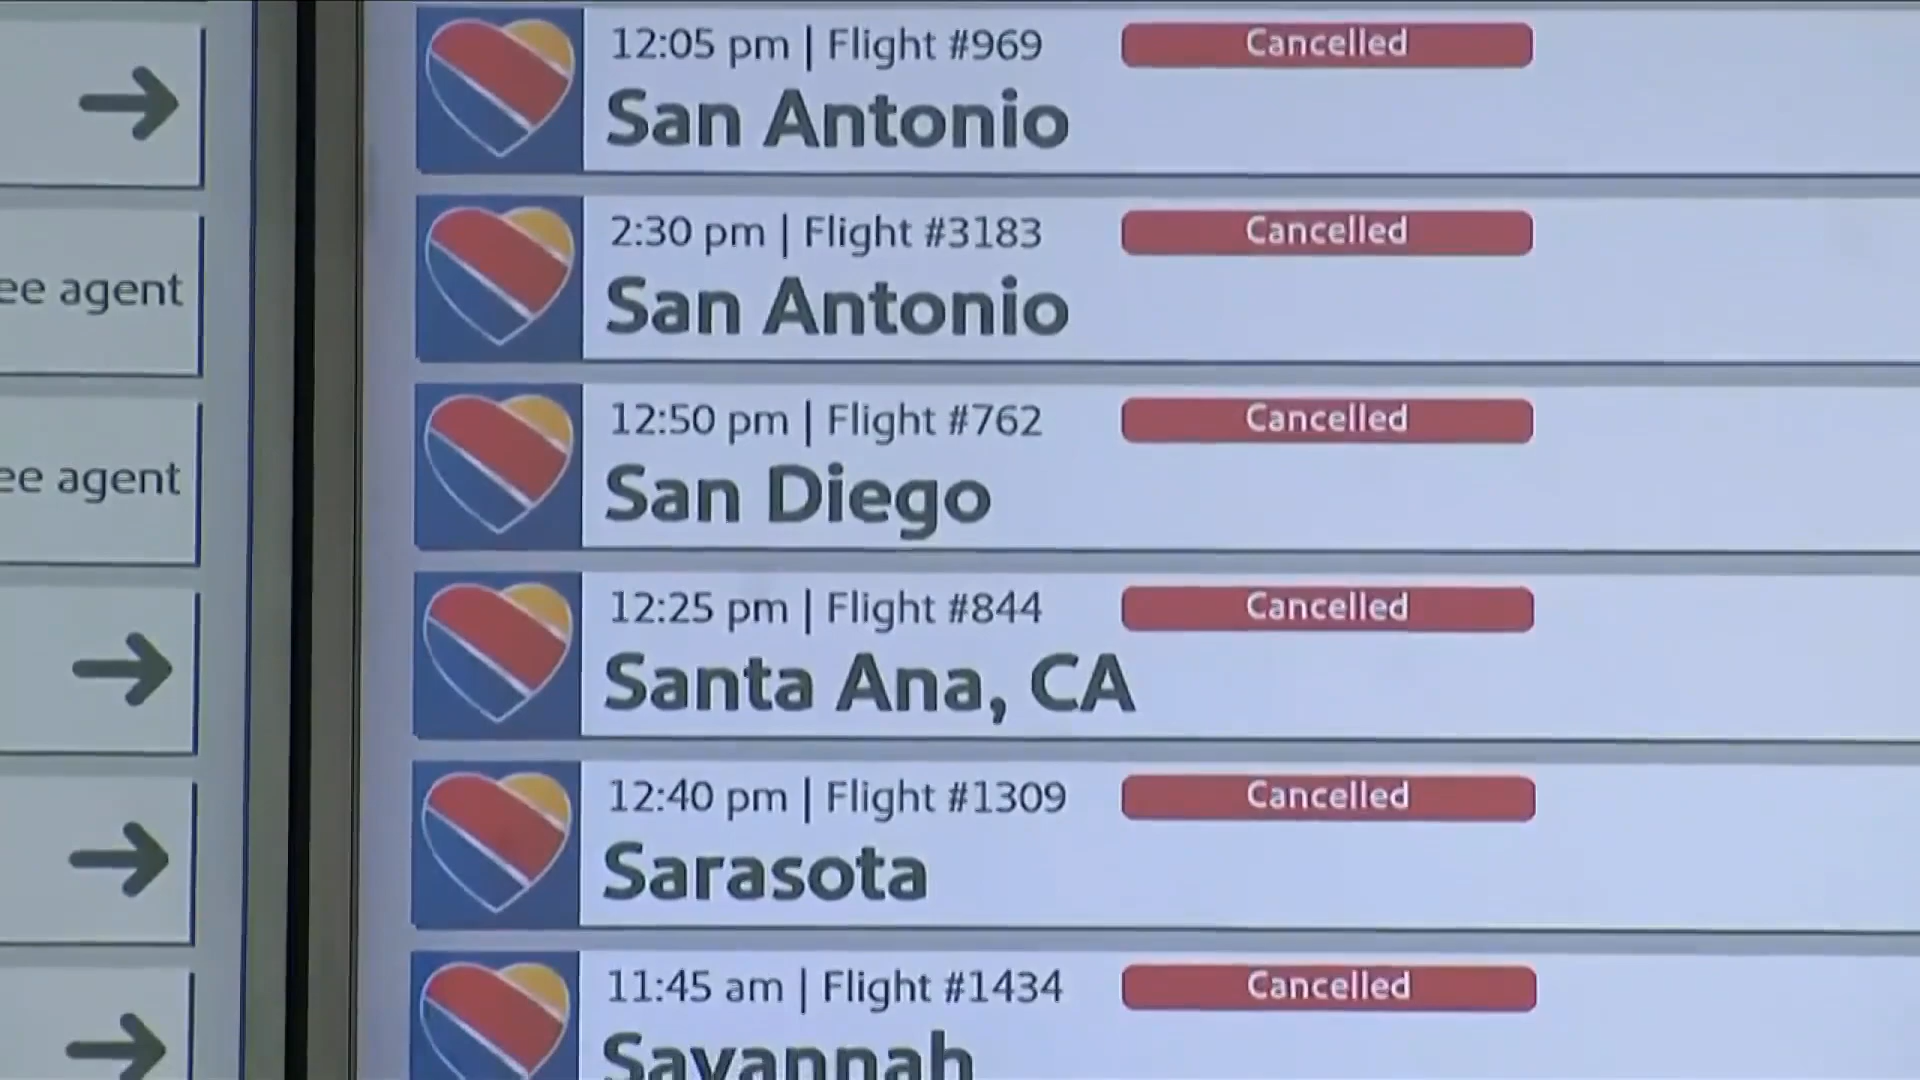 12:05 pm | Flight #969
Cancelled
San Antonio
2:30 pm | Flight #3183
Cancelled
San Antonio
ee agent
12:50 pm | Flight #762
Cancelled
San Diego
ee agent
12:25 pm | Flight #844
Cancelled
Santa Ana, CA
12:40 pm | Flight #1309
Cancelled
Sarasota
11:45 am | Flight #1434
Cancelled
Savannah